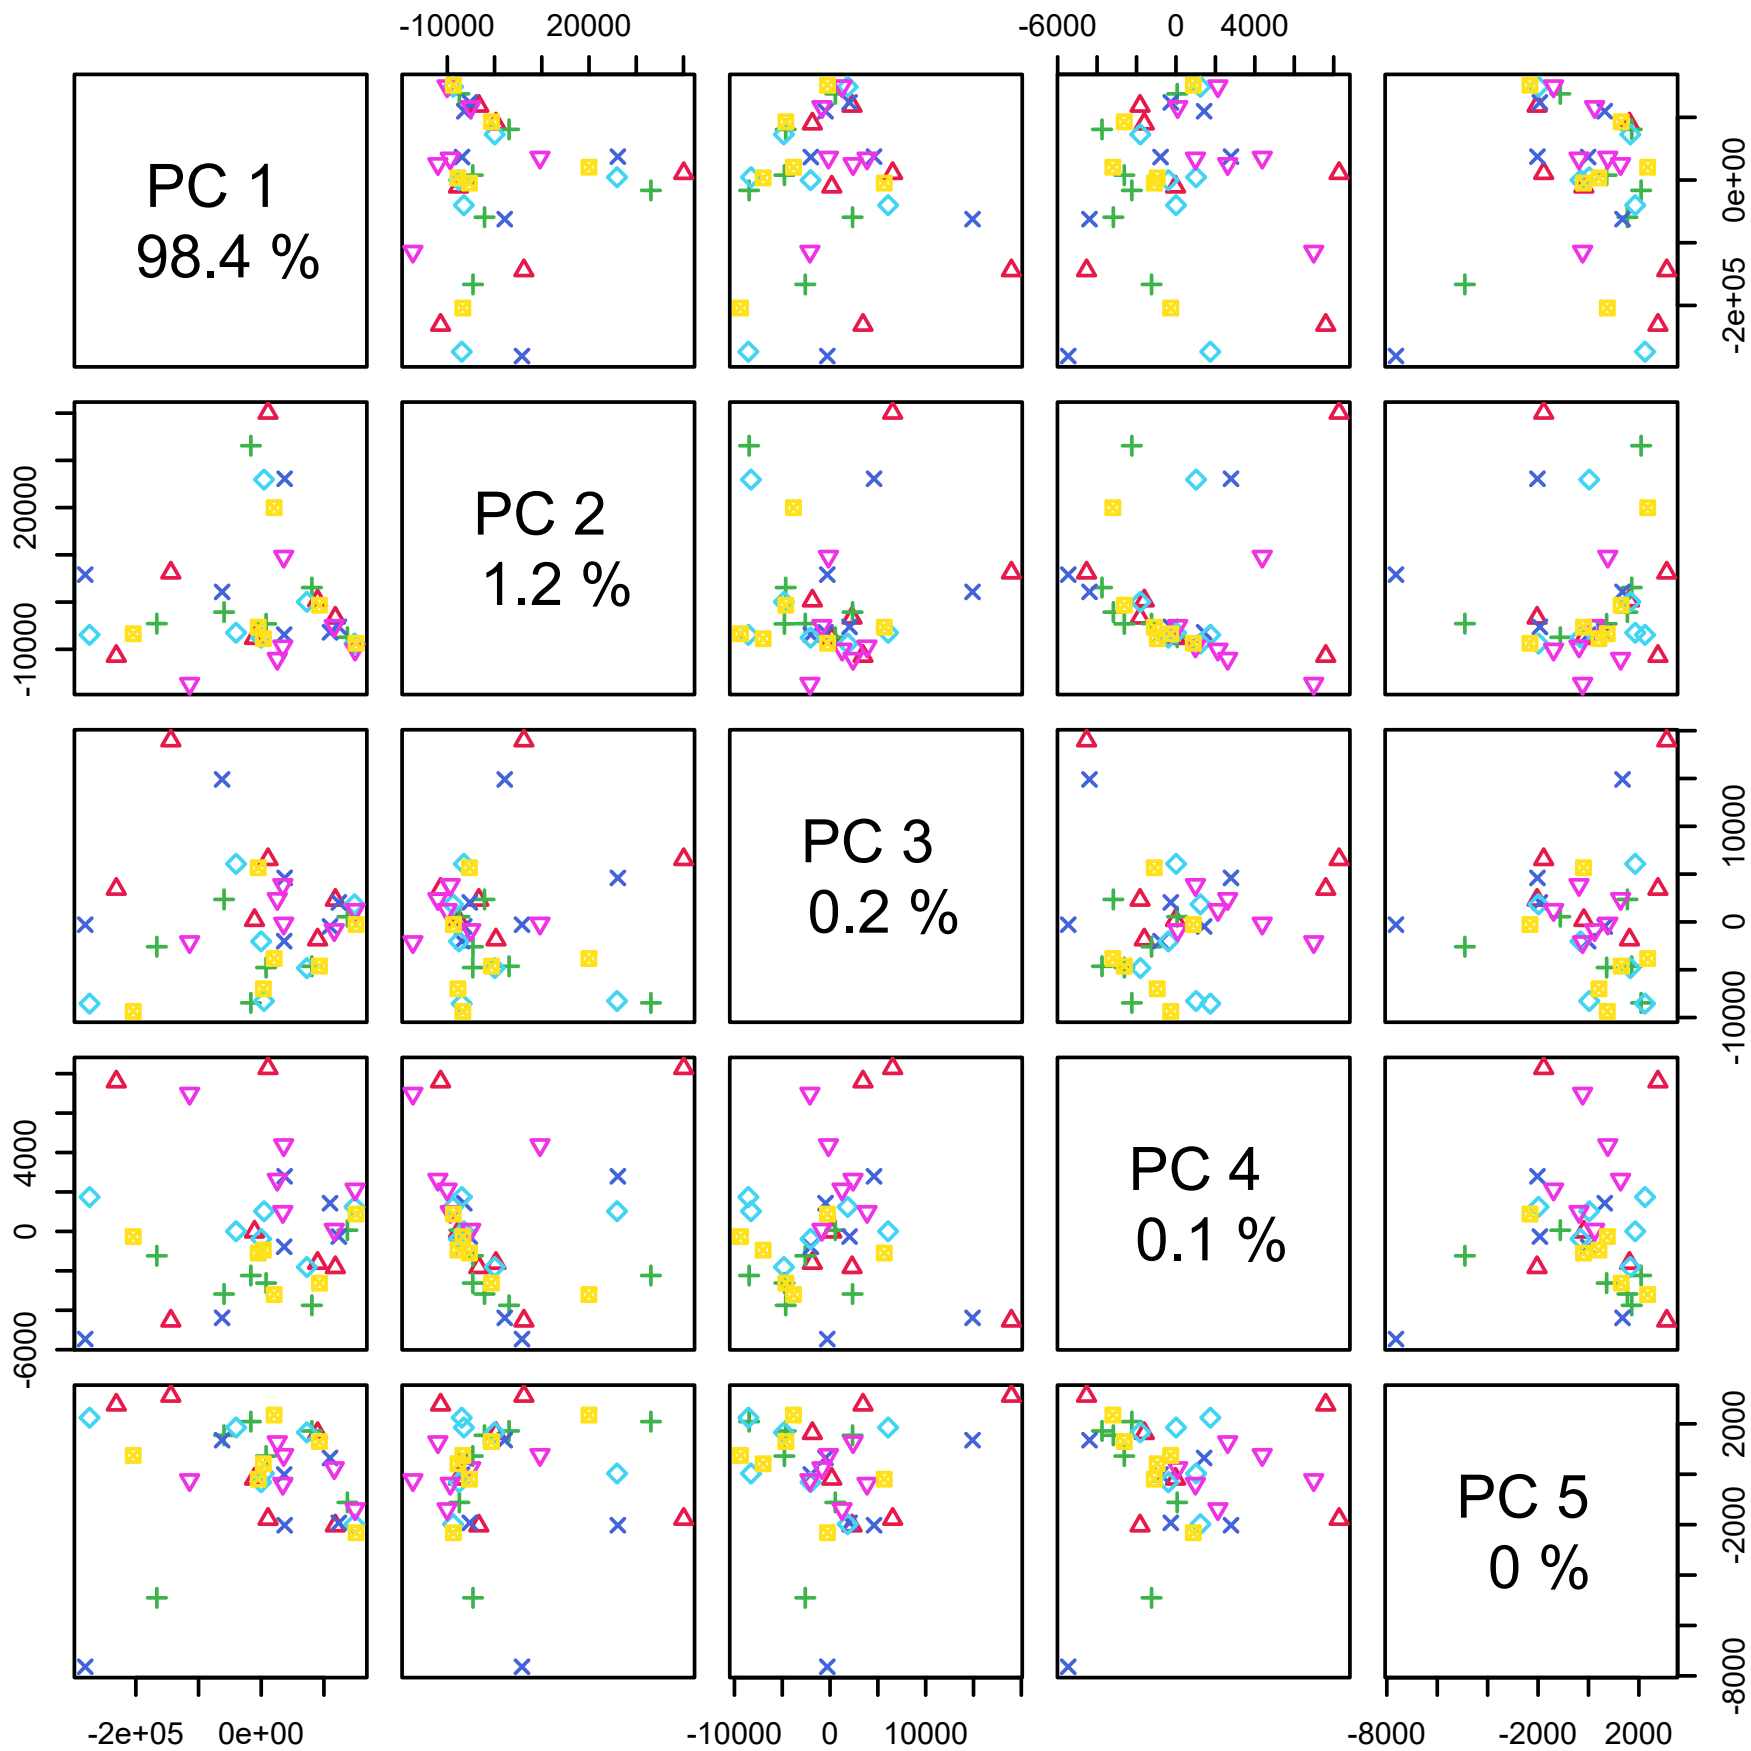 -10000 20000 -6000 0 4000
PC 1
98.4 %
0e+00
-2e+05
PC 2
1.2 %
20000
-10000
PC 3
0.2 %
10000
0
-10000
PC 4
0.1 %
4000
0
-6000
PC 5
0 %
2000
-2000
-8000
-2e+05 0e+00 -10000 0 10000 -8000 -2000 2000